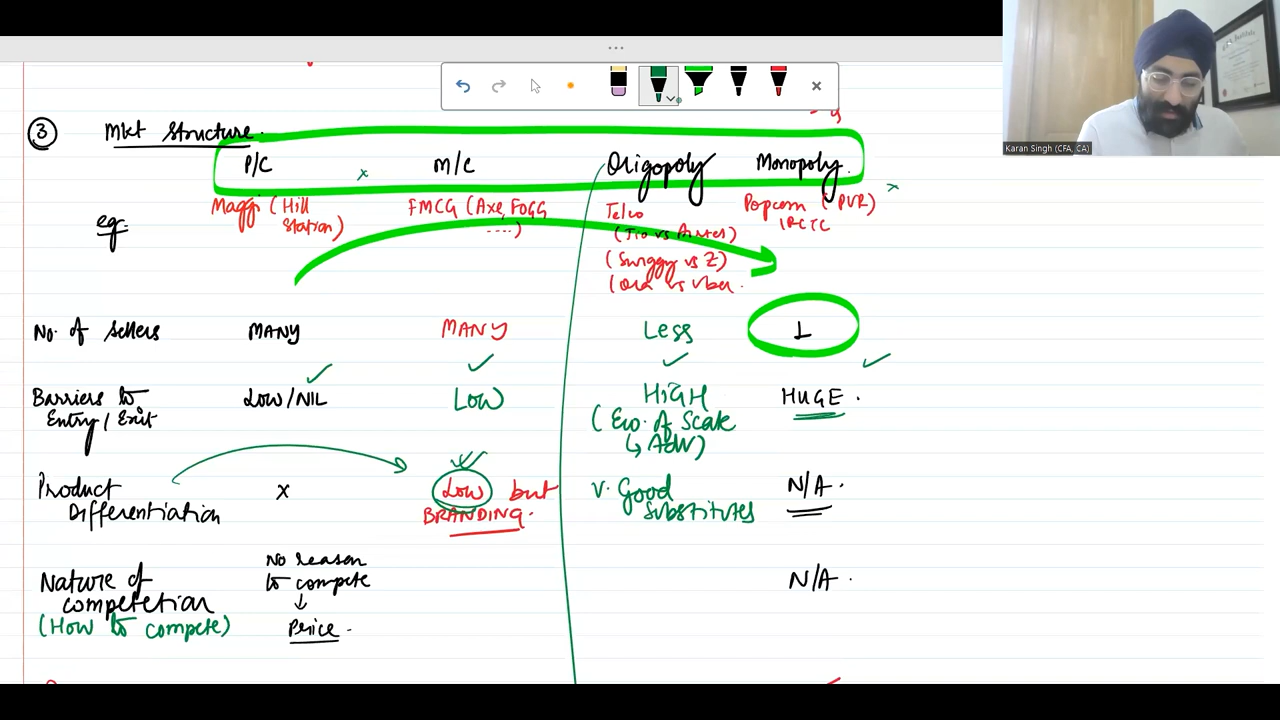 Karan Singh (CFA, CA)
③ Mkt Structure.
P/C x M/C Oligopoly Monopoly.
eg. Maggi (Hill Station) FMCG (Axe, FOGG ....) Telco Popcorn (PVR) x
(Jio vs Airtel) IRCTC
(Swiggy vs Z)
(Ola vs Uber.
No. of Sellers MANY MANY Less 1
Barriers to Entry/Exit Low/NIL Low HiGH HUGE.
(Eco. of Scale
↳ Adv)
Product Differentiation x Low but BRANDING. V. Good Substitutes N/A.
Nature of competetion No reason to compete N/A.
(How to compete) ↓ Price.